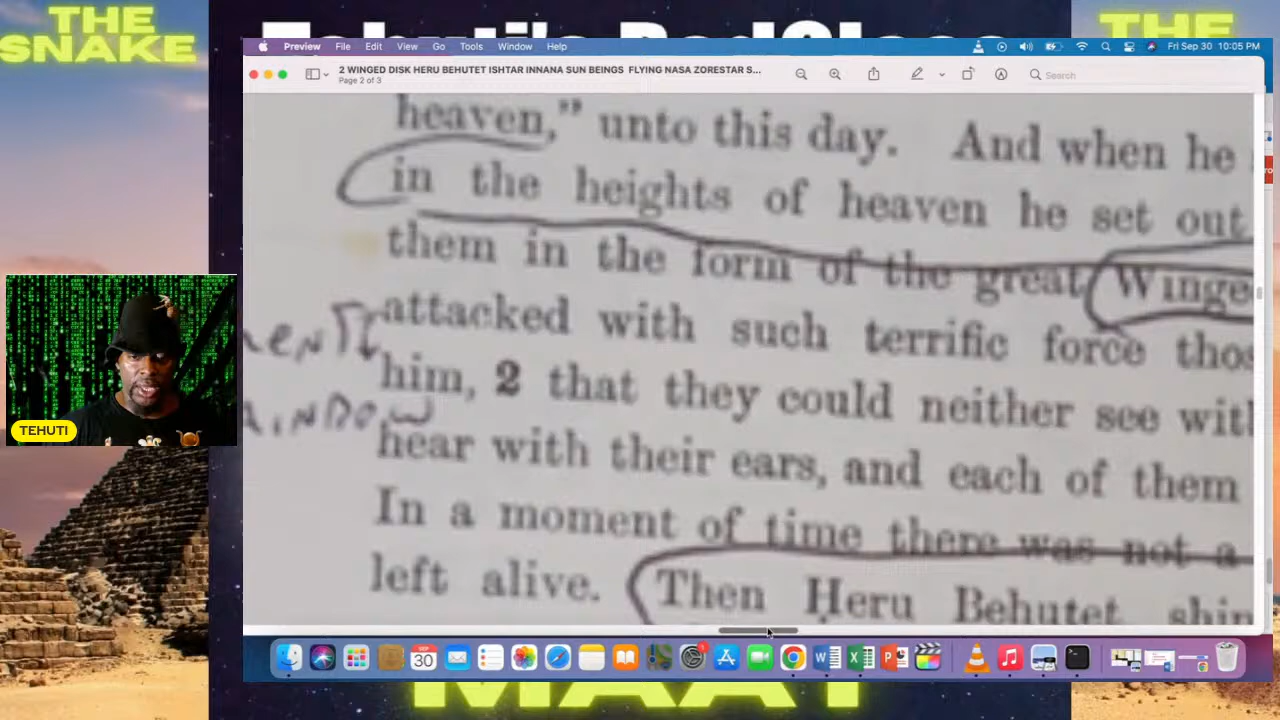 THE
SNAKE
THE
Preview File Edit View Go Tools Window Help
Fri Sep 30 10:05 PM
2 WINGED DISK HERU BEHUTET ISHTAR INNANA SUN BEINGS FLYING NASA ZORESTAR S...
Page 2 of 3
Search
heaven,” unto this day. And when he
in the heights of heaven he set out
them in the form of the great Winge
attacked with such terrific force thos
him, 2 that they could neither see wit
hear with their ears, and each of them
In a moment of time there was not a
left alive. Then Ḥeru Behutet shin
TEHUTI
SEP
30
MAAT